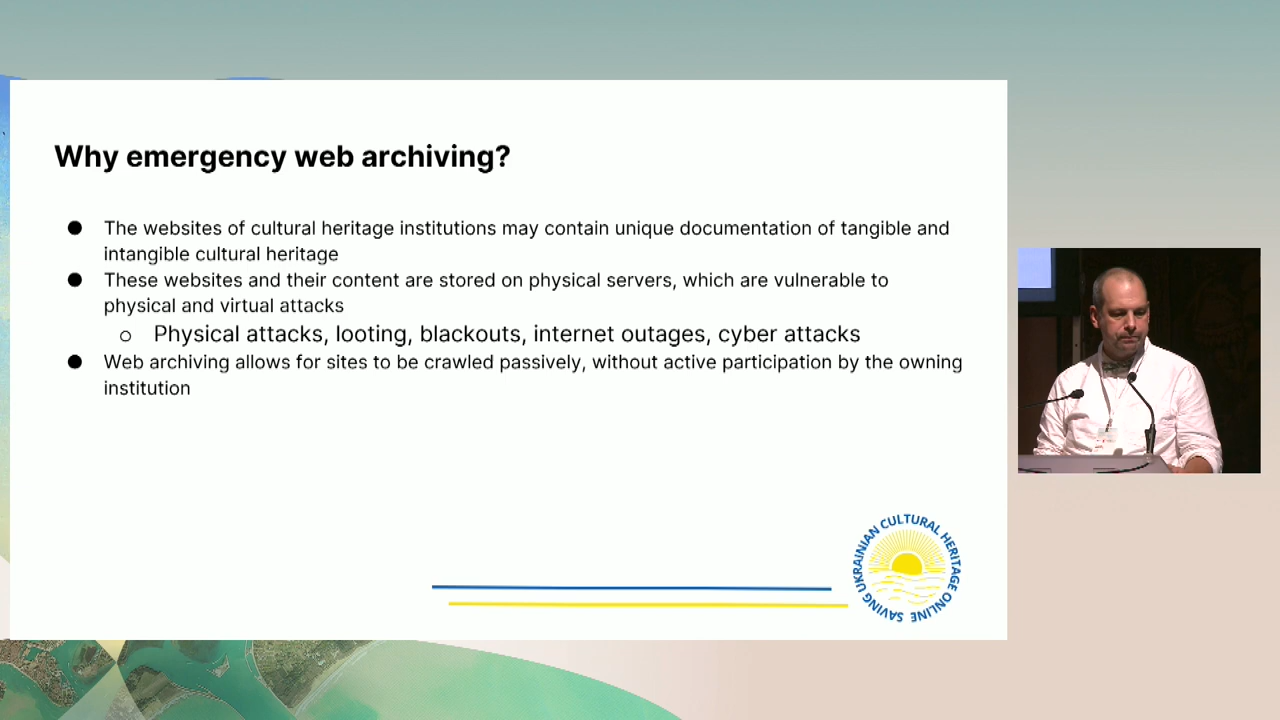 Why emergency web archiving?
● The websites of cultural heritage institutions may contain unique documentation of tangible and
intangible cultural heritage
● These websites and their content are stored on physical servers, which are vulnerable to
physical and virtual attacks
○ Physical attacks, looting, blackouts, internet outages, cyber attacks
● Web archiving allows for sites to be crawled passively, without active participation by the owning
institution
SAVING UKRAINIAN CULTURAL HERITAGE ONLINE